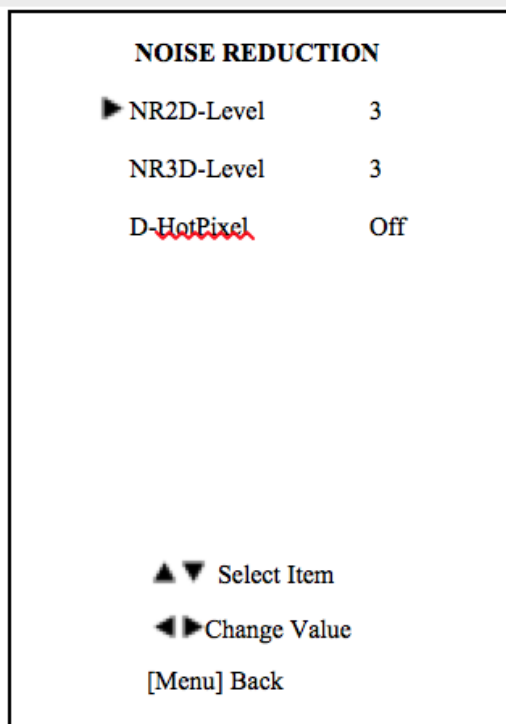 NOISE REDUCTION
▶ NR2D-Level 3
NR3D-Level 3
D-HotPixel Off
▲ ▼ Select Item
◀ ▶Change Value
[Menu] Back